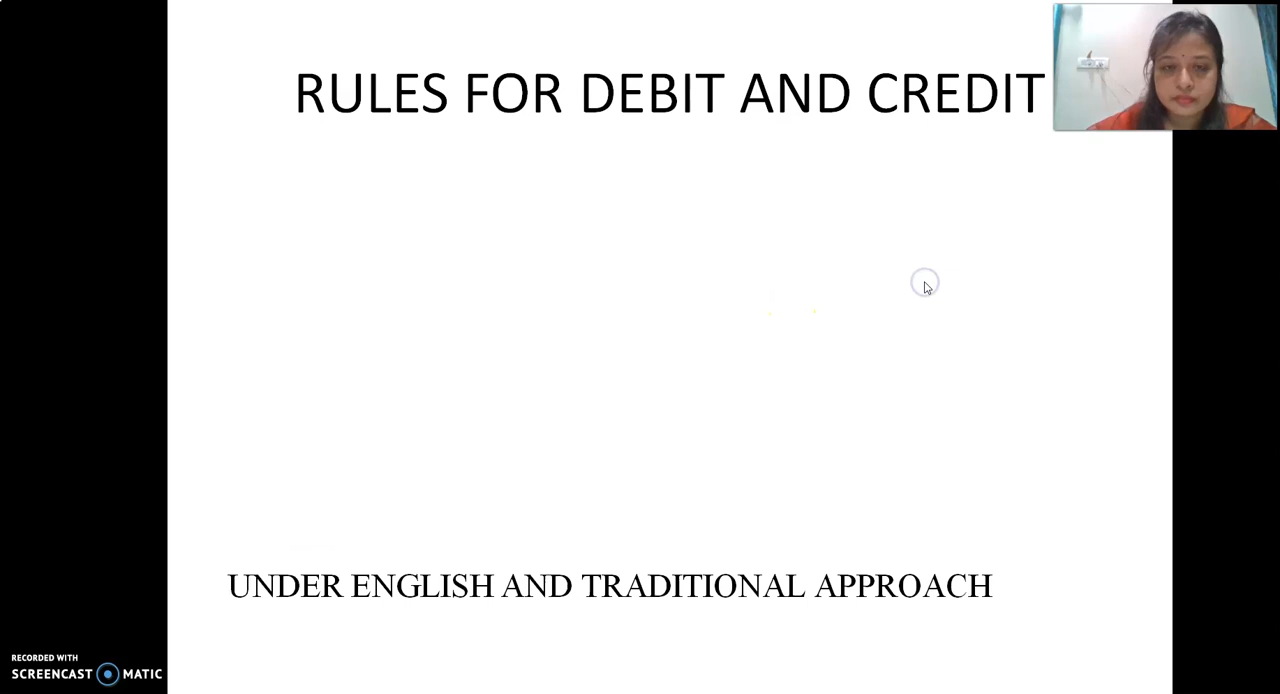 RULES FOR DEBIT AND CREDIT
UNDER ENGLISH AND TRADITIONAL APPROACH
RECORDED WITH
SCREENCAST MATIC